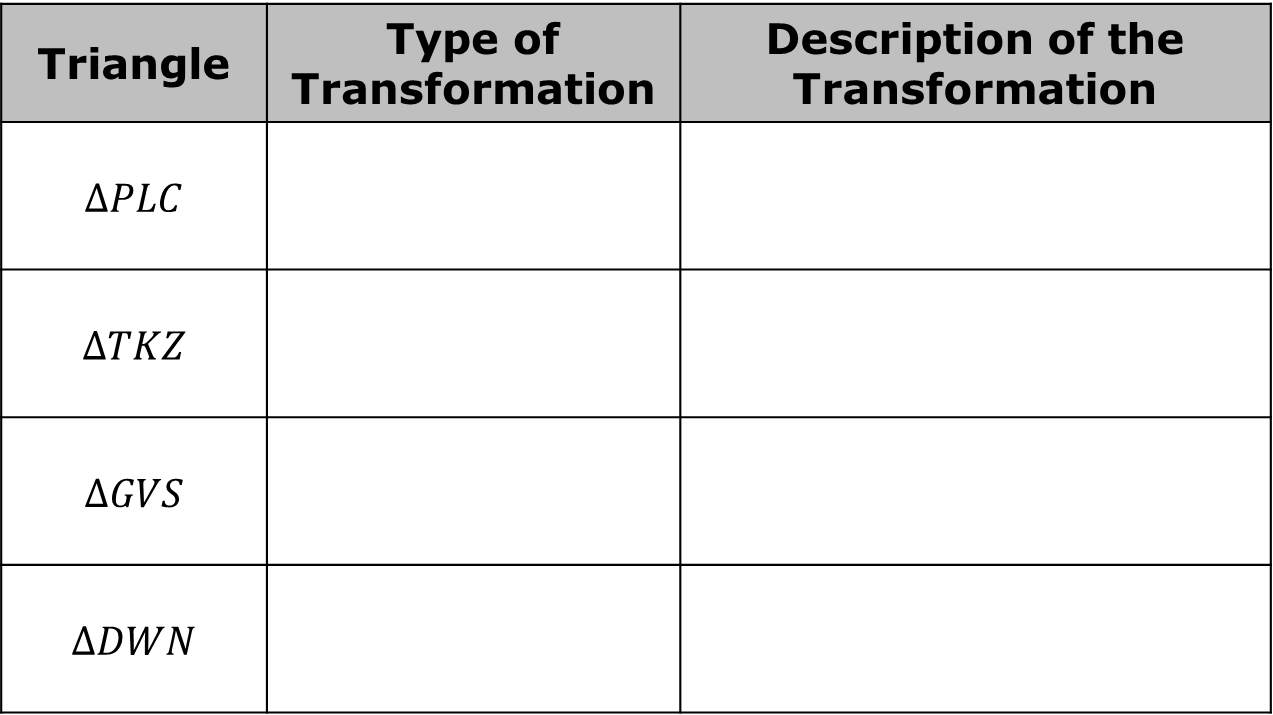 Triangle
Type of
Transformation
Description of the
Transformation
Δ𝑃𝐿𝐶
Δ𝑇𝐾𝑍
Δ𝐺𝑉𝑆
Δ𝐷𝑊𝑁